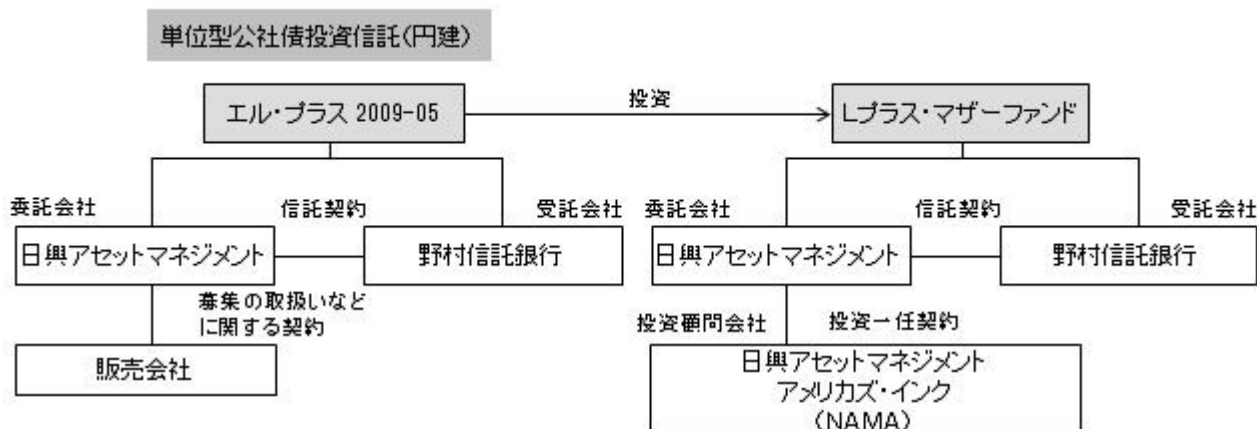 単位型公社債投資信託(円建)
エル・プラス 2009-05
投資
Lプラス・マザーファンド
委託会社
信託契約
受託会社
委託会社
信託契約
受託会社
日興アセットマネジメント
野村信託銀行
日興アセットマネジメント
野村信託銀行
募集の取扱いなど
に関する契約
投資顧問会社
投資一任契約
販売会社
日興アセットマネジメント
アメリカズ・インク
(NAMA)